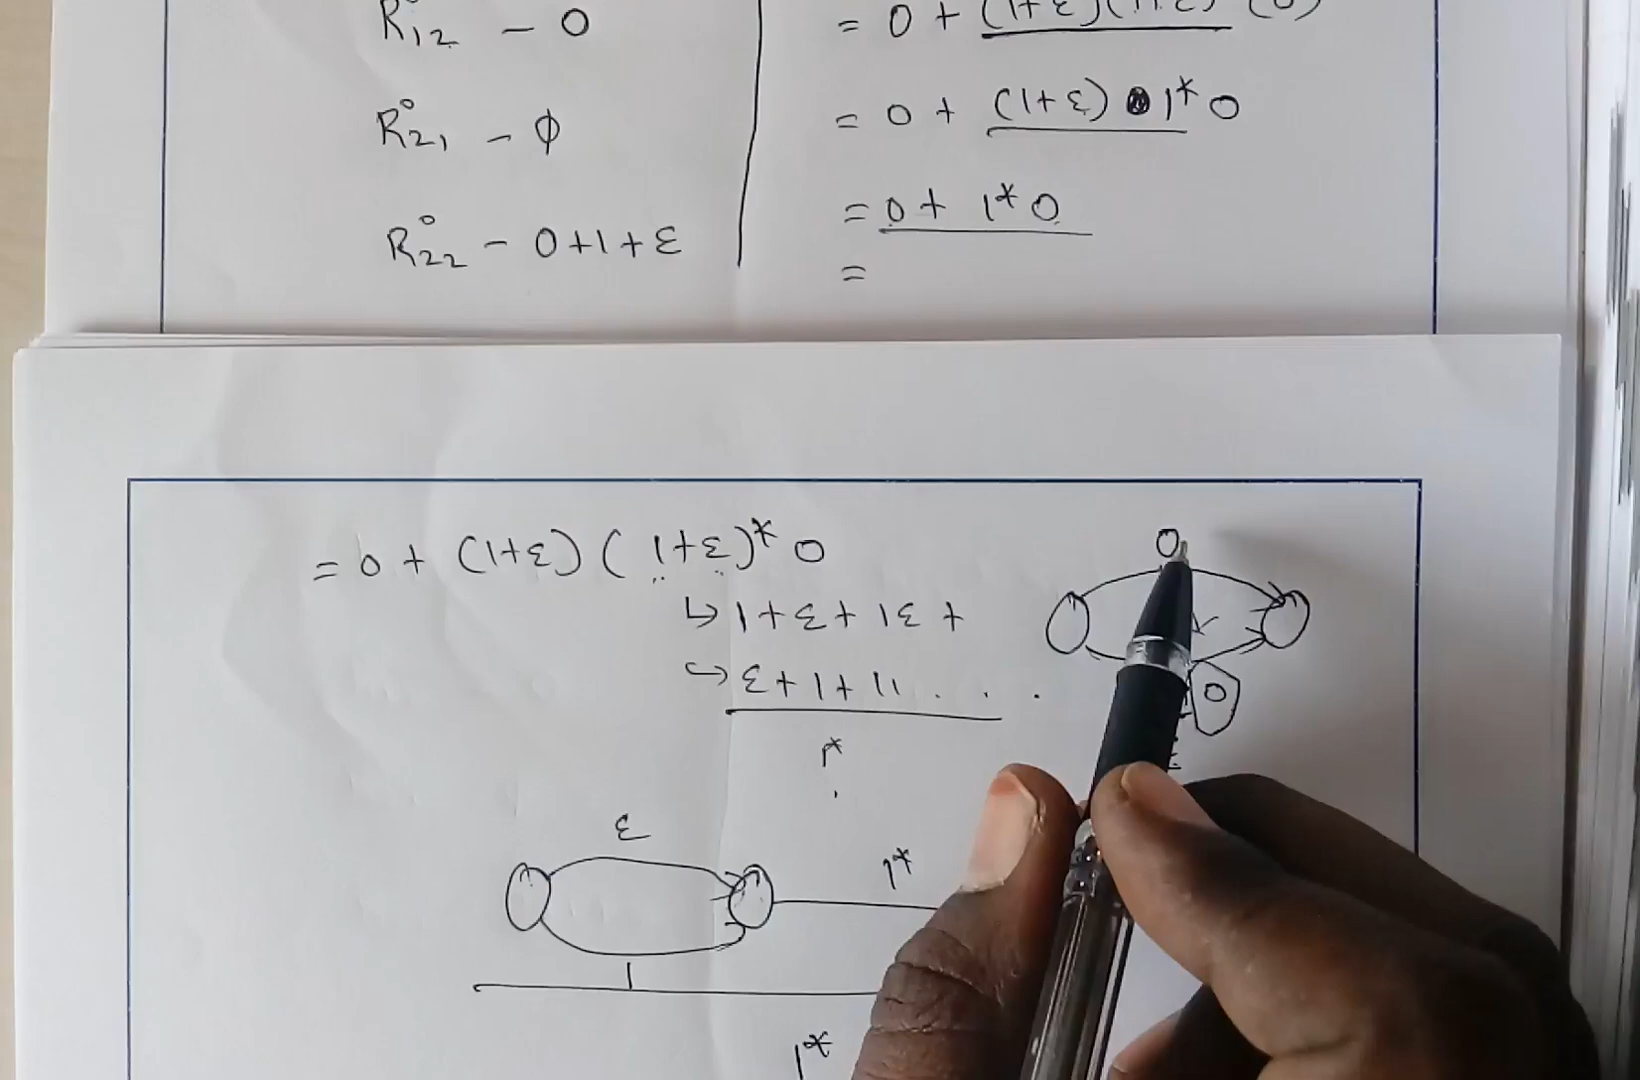 R°12 - 0
R°21 - ϕ
R°22 - 0+1+ε
= 0 + (1+ε)(1+ε)* (0)
= 0 + (1+ε) 1* 0
= 0 + 1* 0
=
= 0 + (1+ε) (1+ε)* 0
↳ 1 + ε + 1ε +
↳ ε + 1 + 11 . . .
1*
0
0
ε
1*
1
1*